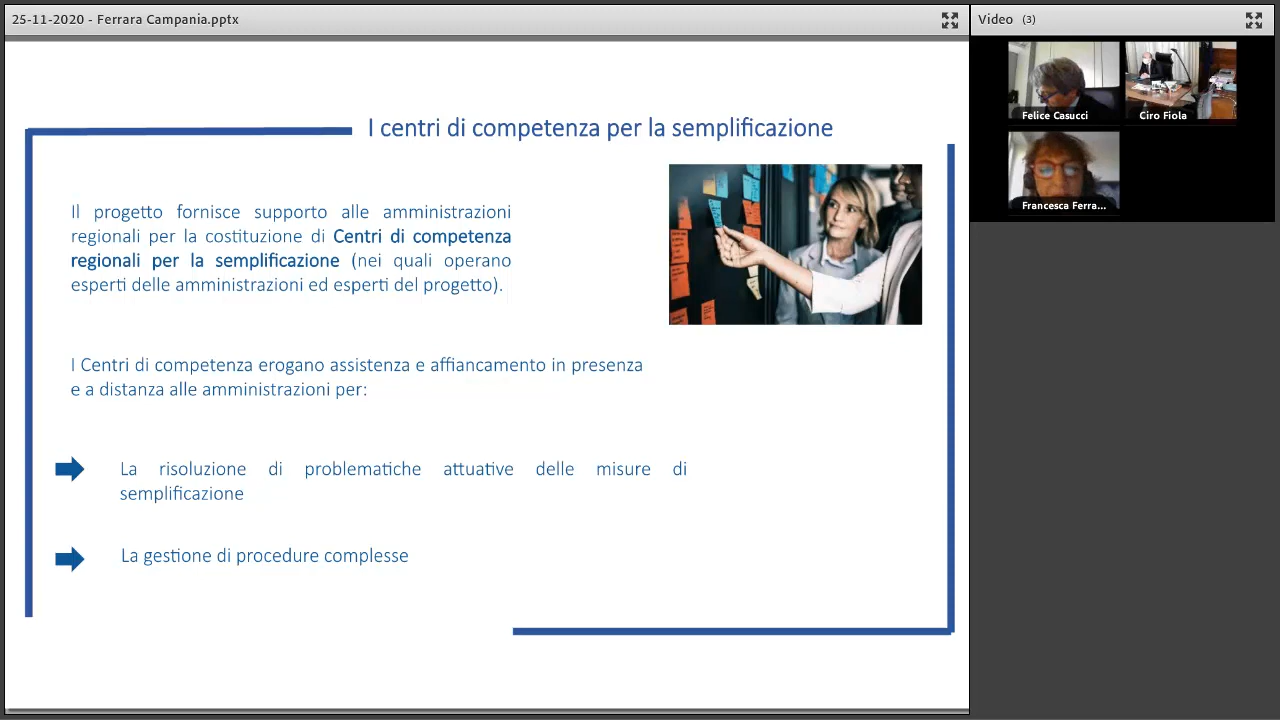 25-11-2020 - Ferrara Campania.pptx
Video (3)
Felice Casucci
Ciro Fiola
Francesca Ferra...
I centri di competenza per la semplificazione
Il progetto fornisce supporto alle amministrazioni
regionali per la costituzione di Centri di competenza
regionali per la semplificazione (nei quali operano
esperti delle amministrazioni ed esperti del progetto).
I Centri di competenza erogano assistenza e affiancamento in presenza
e a distanza alle amministrazioni per:
La risoluzione di problematiche attuative delle misure di
semplificazione
La gestione di procedure complesse